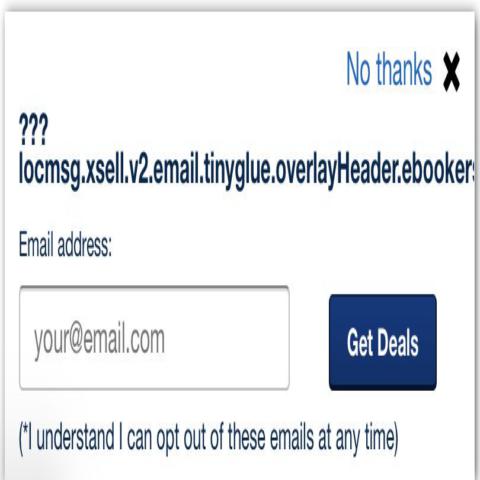 No thanks ✖
???
locmsg.xsell.v2.email.tinyglue.overlayHeader.ebookers
Email address:
your@email.com
Get Deals
(*I understand I can opt out of these emails at any time)